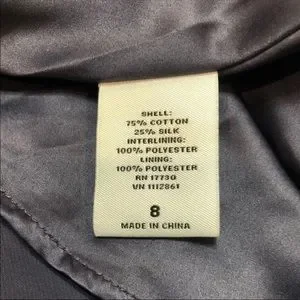 SHELL:
75% COTTON
25% SILK
INTERLINING:
100% POLYESTER
LINING:
100% POLYESTER
RN 17730
VN 1112861
8
MADE IN CHINA